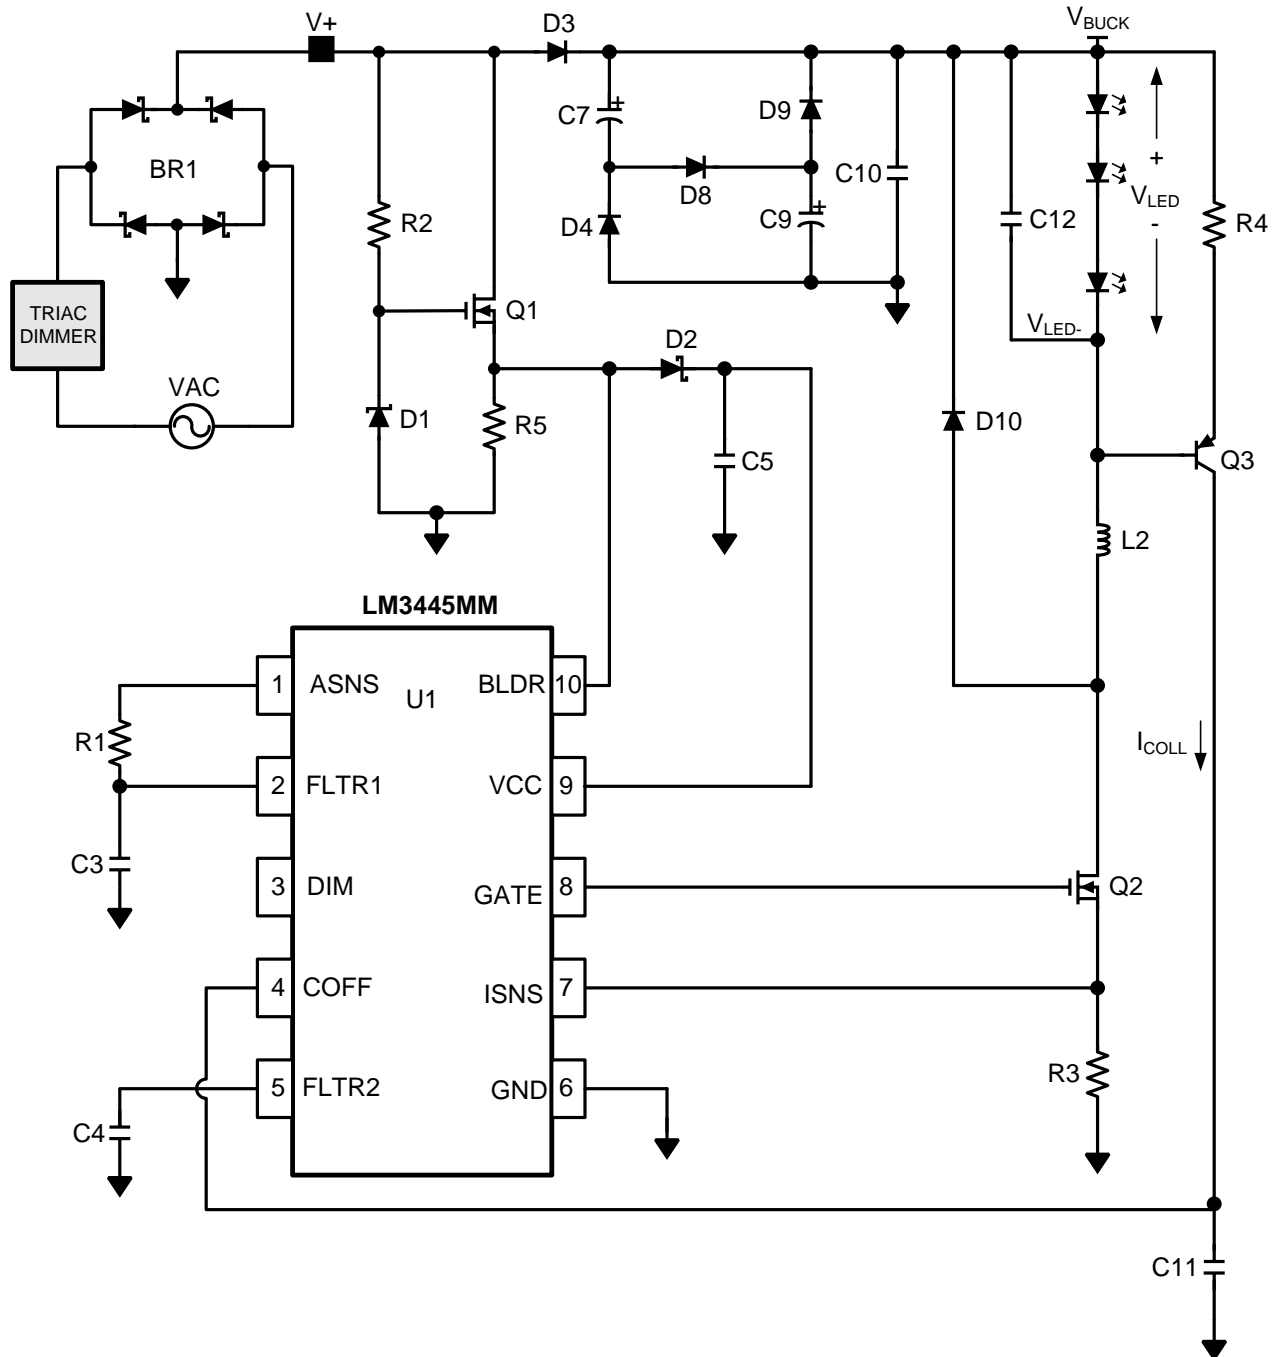 V+
D3
VBUCK
C7
+
D9
BR1
D8
C10
R2
D4
C9
+
C12
+
VLED
-
R4
TRIAC
DIMMER
Q1
VLED-
D2
VAC
D1
R5
D10
C5
Q3
L2
LM3445MM
1
ASNS
U1
BLDR
10
R1
ICOLL
2
FLTR1
VCC
9
C3
3
DIM
GATE
8
Q2
4
COFF
ISNS
7
R3
5
FLTR2
GND
6
C4
C11